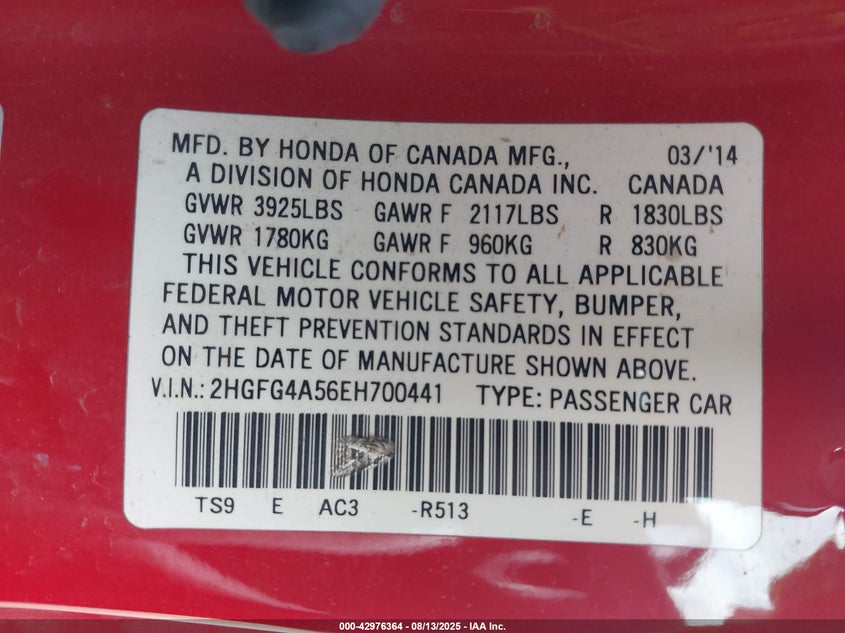 MFD. BY HONDA OF CANADA MFG., 03/'14
A DIVISION OF HONDA CANADA INC. CANADA
GVWR 3925LBS GAWR F 2117LBS R 1830LBS
GVWR 1780KG GAWR F 960KG R 830KG
THIS VEHICLE CONFORMS TO ALL APPLICABLE
FEDERAL MOTOR VEHICLE SAFETY, BUMPER,
AND THEFT PREVENTION STANDARDS IN EFFECT
ON THE DATE OF MANUFACTURE SHOWN ABOVE.
V.I.N.: 2HGFG4A56EH700441 TYPE: PASSENGER CAR
TS9 E AC3 -R513 -E -H
000-42976364 - 08/13/2025 - IAA Inc.